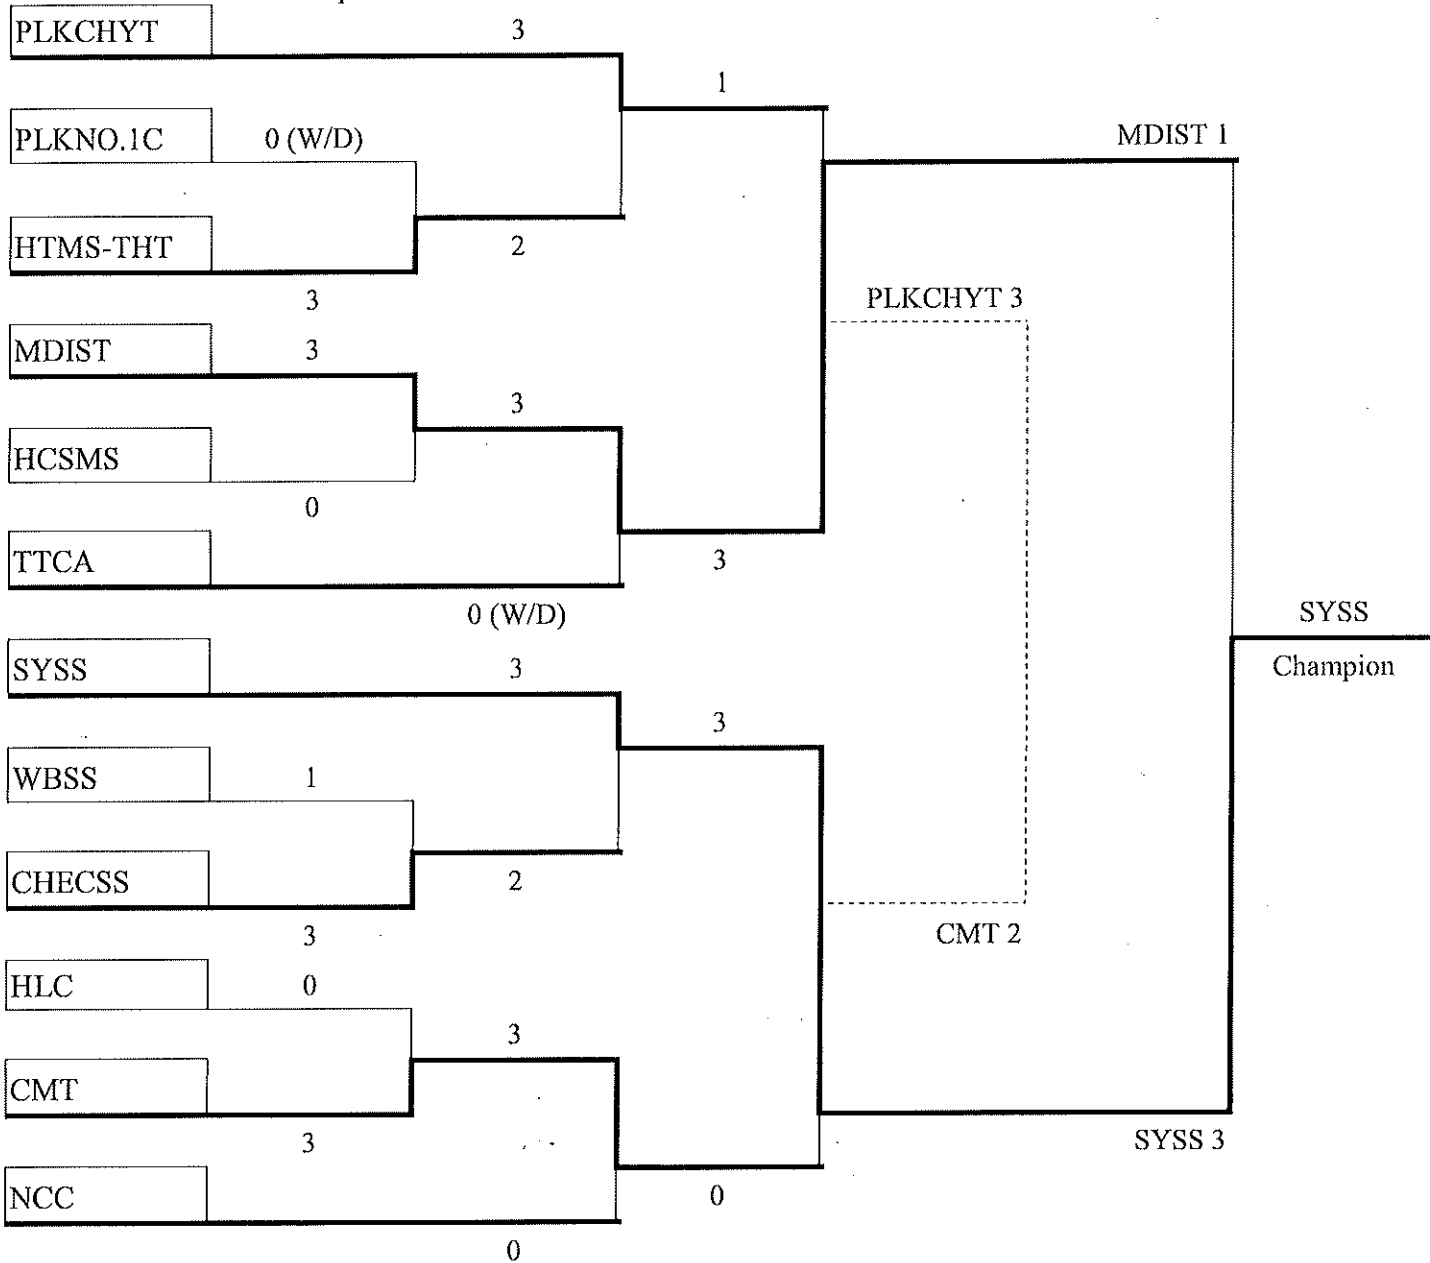 PLKCHYT
3
1
PLKNO.1C
0 (W/D)
MDIST 1
HTMS-THT
2
3
PLKCHYT 3
MDIST
3
3
HCSMS
0
TTCA
3
0 (W/D)
SYSS
Champion
SYSS
3
3
WBSS
1
CHECSS
2
3
CMT 2
HLC
0
3
CMT
3
SYSS 3
NCC
0
0